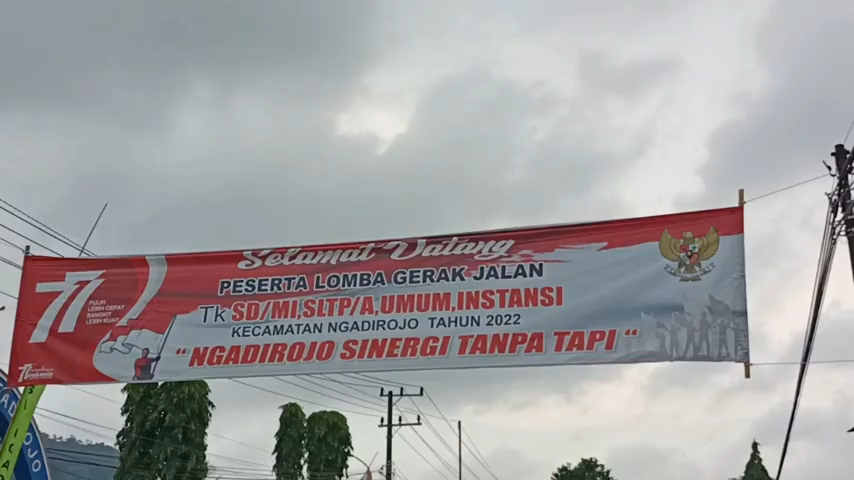 Selamat Datang
PESERTA LOMBA GERAK JALAN
Tk SD/MI,SLTP/A,UMUM,INSTANSI
KECAMATAN NGADIROJO TAHUN 2022
"NGADIROJO SINERGI TANPA TAPI "
77
PULIH
LEBIH CEPAT
BANGKIT
LEBIH KUAT
77